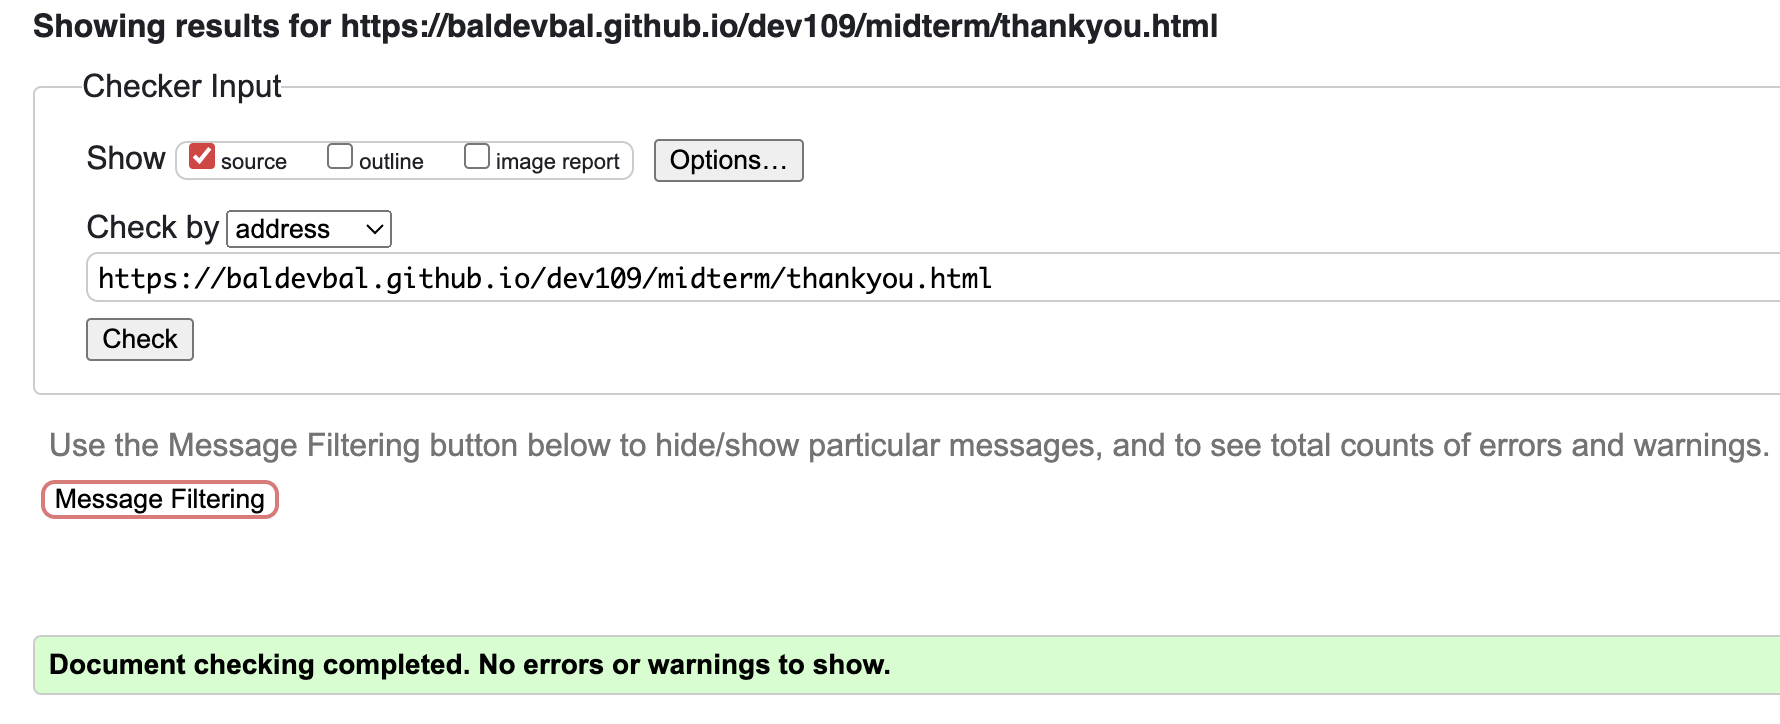 Showing results for https://baldevbal.github.io/dev109/midterm/thankyou.html
Checker Input
Show source outline image report Options…
Check by address
https://baldevbal.github.io/dev109/midterm/thankyou.html
Check
Use the Message Filtering button below to hide/show particular messages, and to see total counts of errors and warnings.
Message Filtering
Document checking completed. No errors or warnings to show.